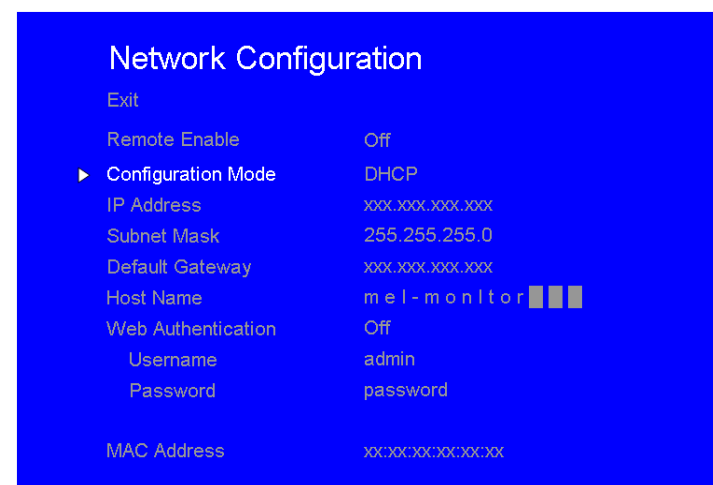 Network Configuration
Exit
Remote Enable Off
Configuration Mode DHCP
IP Address xxx.xxx.xxx.xxx
Subnet Mask 255.255.255.0
Default Gateway xxx.xxx.xxx.xxx
Host Name mel-monItor
Web Authentication Off
Username admin
Password password
MAC Address xx:xx:xx:xx:xx:xx